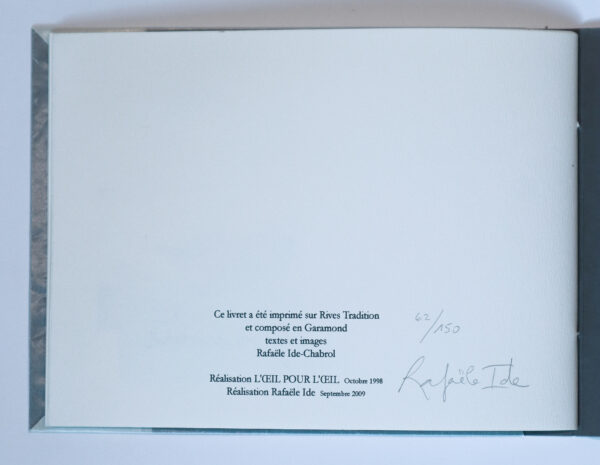 Ce livret a été imprimé sur Rives Tradition
et composé en Garamond
textes et images
Rafaële Ide-Chabrol
62/150
Réalisation L'ŒIL POUR L'ŒIL Octobre 1998
Réalisation Rafaële Ide Septembre 2009
Rafaële Ide